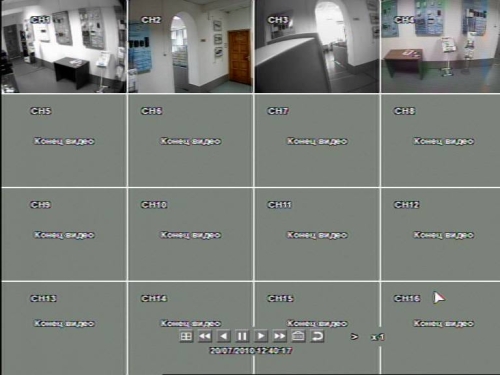 CH1 CH2 CH3 CH4
CH5 CH6 CH7 CH8
Конец видео Конец видео Конец видео Конец видео
CH9 CH10 CH11 CH12
Конец видео Конец видео Конец видео Конец видео
CH13 CH14 CH15 CH16
Конец видео Конец видео Конец видео Конец видео
> x1
20/07/2010 12:40:17